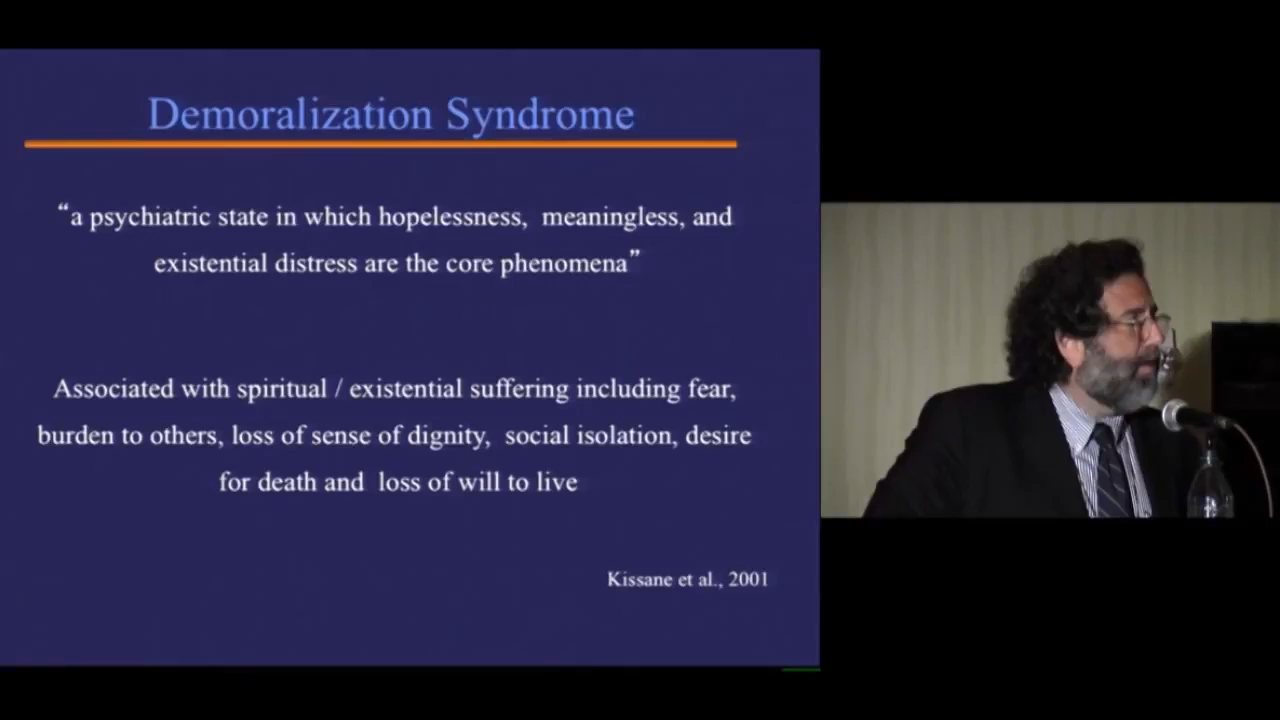 Demoralization Syndrome
“a psychiatric state in which hopelessness, meaningless, and
existential distress are the core phenomena”
Associated with spiritual / existential suffering including fear,
burden to others, loss of sense of dignity, social isolation, desire
for death and loss of will to live
Kissane et al., 2001